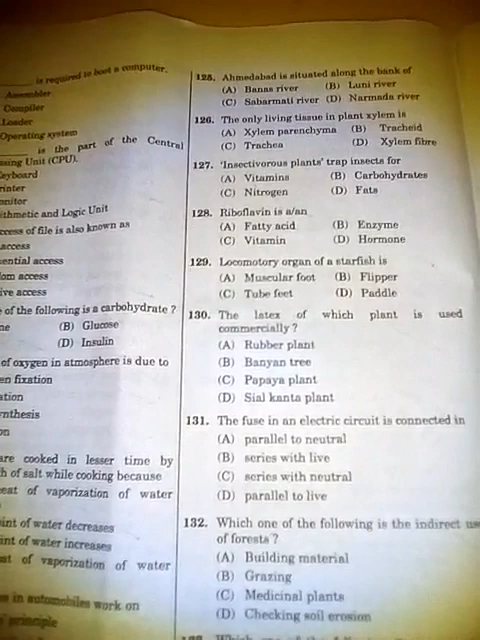 is required to boot a computer.
Assembler
Compiler
Loader
Operating system
is the part of the Central
Unit (CPU).
ithmetic and Logic Unit
of file is also known as
access
ential access
access
ive access
of the following is a carbohydrate ?
(B) Glucose
(D) Insulin
of oxygen in atmosphere is due to
en fixation
ation
nthesis
on
are cooked in lesser time by
h of salt while cooking because
eat of vaporization of water
int of water decreases
int of water increases
at of vaporization of water
in automobiles work on
principle
125. Ahmedabad is situated along the bank of
(A) Banas river (B) Luni river
(C) Sabarmati river (D) Narmada river
126. The only living tissue in plant xylem is
(A) Xylem parenchyma (B) Tracheid
(C) Trachea (D) Xylem fibre
127. 'Insectivorous plants' trap insects for
(A) Vitamins (B) Carbohydrates
(C) Nitrogen (D) Fats
128. Riboflavin is a/an
(A) Fatty acid (B) Enzyme
(C) Vitamin (D) Hormone
129. Locomotory organ of a starfish is
(A) Muscular foot (B) Flipper
(C) Tube feet (D) Paddle
130. The latex of which plant is used
commercially ?
(A) Rubber plant
(B) Banyan tree
(C) Papaya plant
(D) Sial kanta plant
131. The fuse in an electric circuit is connected in
(A) parallel to neutral
(B) series with live
(C) series with neutral
(D) parallel to live
132. Which one of the following is the indirect us
of forests ?
(A) Building material
(B) Grazing
(C) Medicinal plants
(D) Checking soil erosion